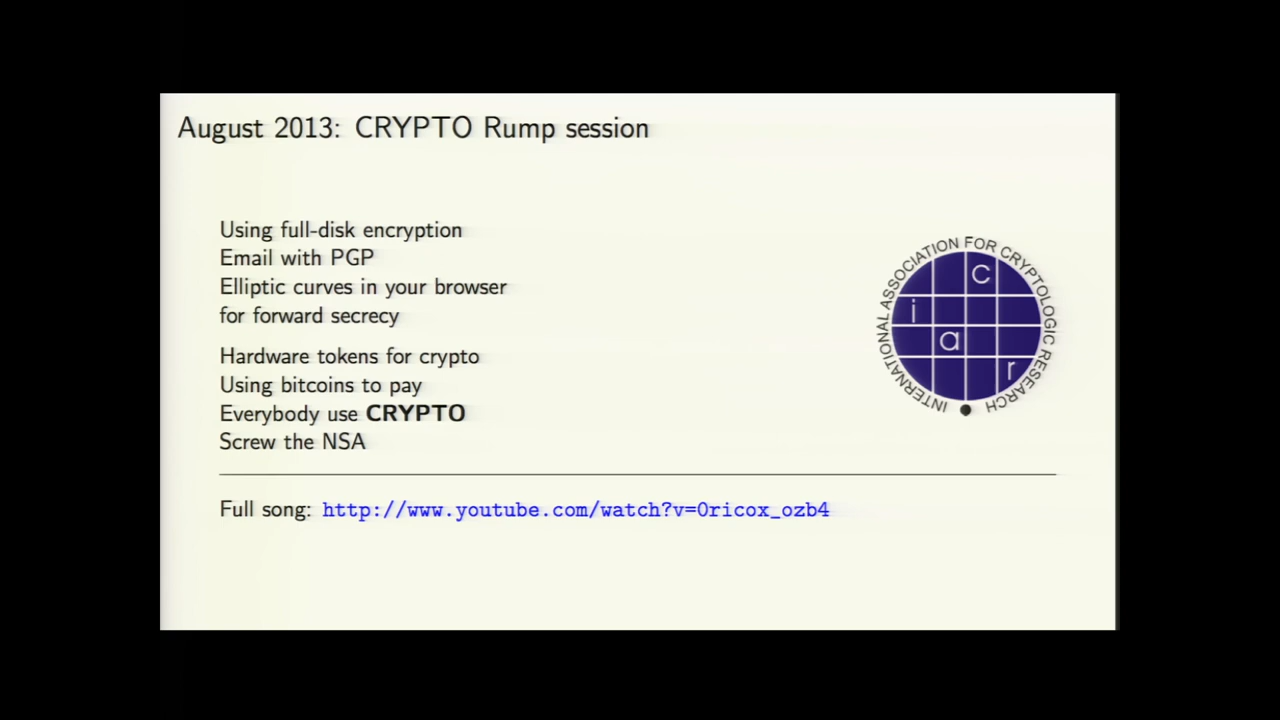 August 2013: CRYPTO Rump session
Using full-disk encryption
Email with PGP
Elliptic curves in your browser
for forward secrecy
Hardware tokens for crypto
Using bitcoins to pay
Everybody use CRYPTO
Screw the NSA
Full song: http://www.youtube.com/watch?v=0ricox_ozb4
INTERNATIONAL ASSOCIATION FOR CRYPTOLOGIC RESEARCH
c
i
a
r